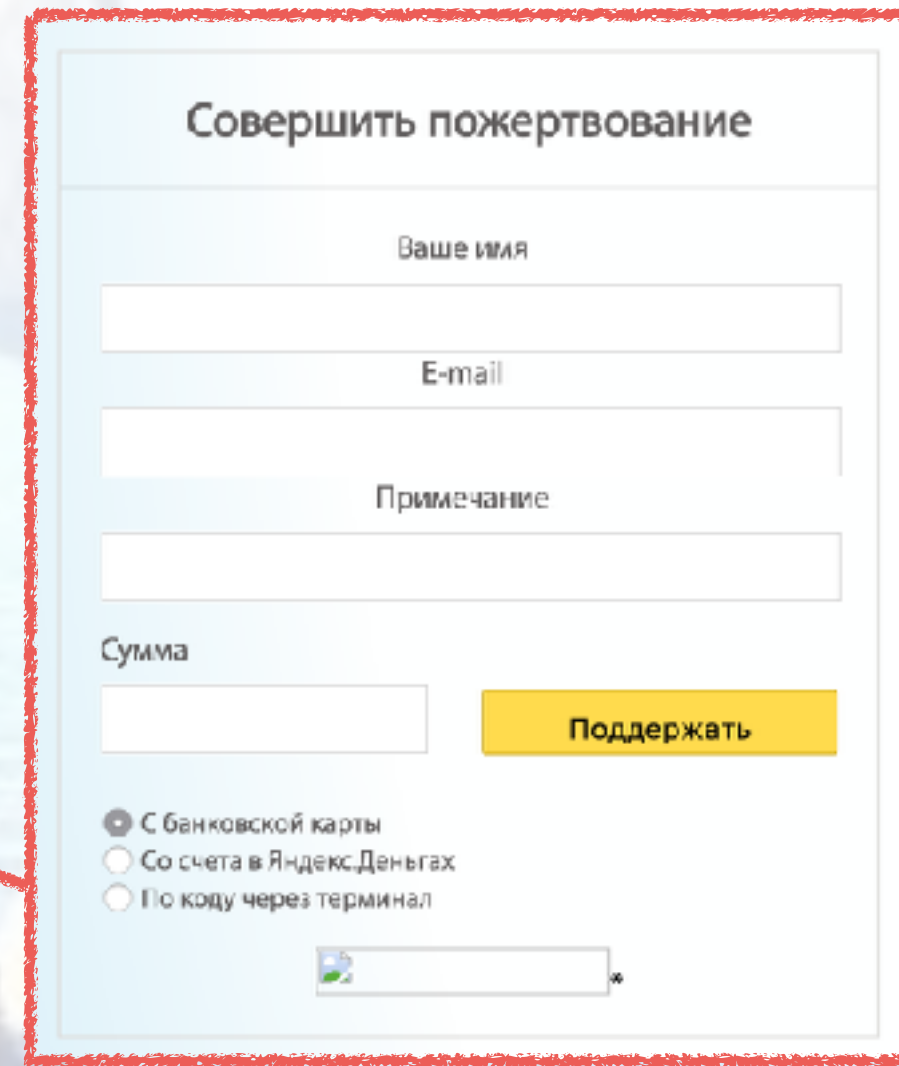 Совершить пожертвование
Ваше имя
E-mail
Примечание
Сумма
Поддержать
С банковской карты
Со счета в Яндекс.Деньгах
По коду через терминал
*